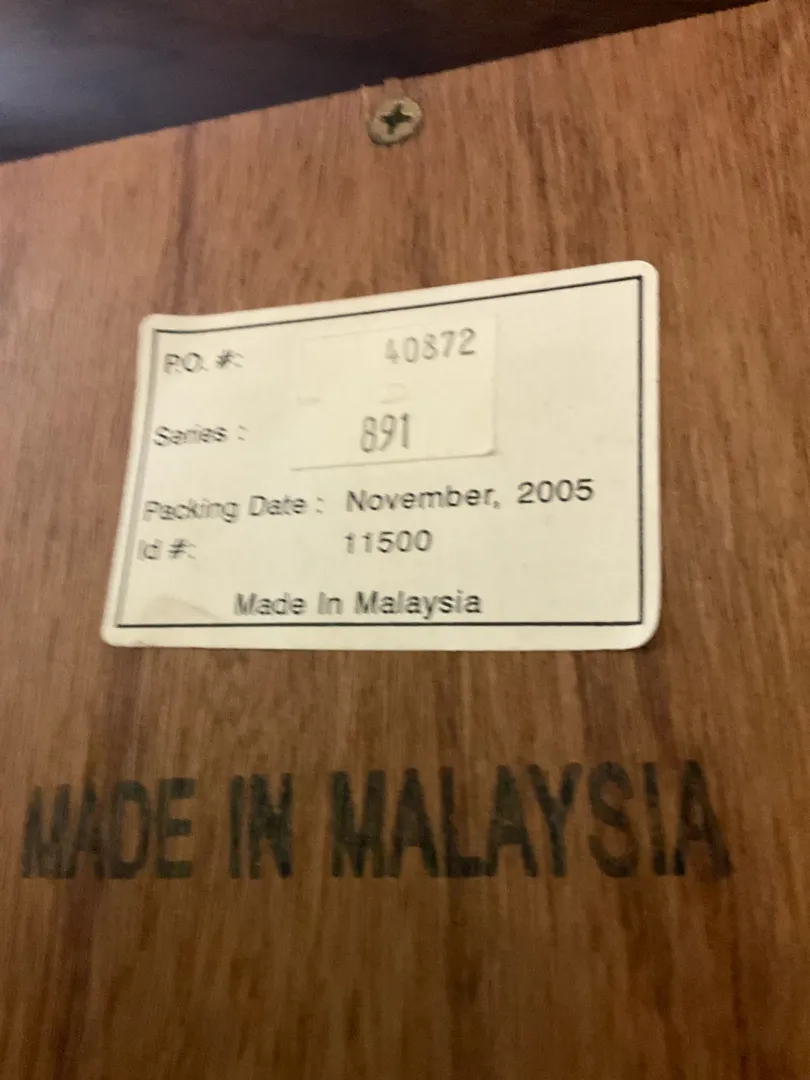 P.O. #: 40872
Series : 891
Packing Date : November, 2005
Id #: 11500
Made In Malaysia
MADE IN MALAYSIA